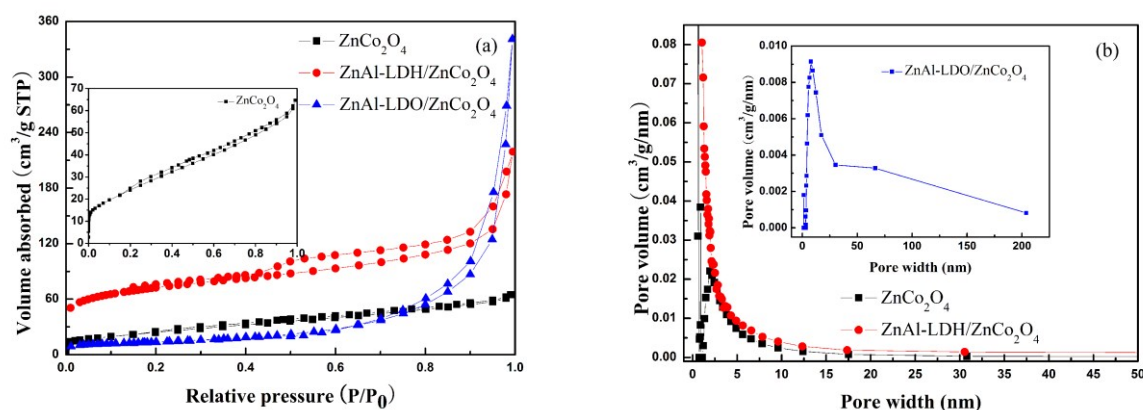 (a)
ZnCo2O4
ZnAl-LDH/ZnCo2O4
ZnAl-LDO/ZnCo2O4
Volume absorbed (cm3/g STP)
360
300
240
180
120
60
0
0.0 0.2 0.4 0.6 0.8 1.0
Relative pressure (P/P0)
ZnCo2O4
70
60
50
40
30
20
10
0
0.0 0.2 0.4 0.6 0.8 1.0
(b)
Pore volume (cm3/g/nm)
0.08
0.07
0.06
0.05
0.04
0.03
0.02
0.01
0.00
0 5 10 15 20 25 30 35 40 45 50
Pore width (nm)
ZnCo2O4
ZnAl-LDH/ZnCo2O4
ZnAl-LDO/ZnCo2O4
Pore volume (cm3/g/nm)
0.010
0.008
0.006
0.004
0.002
0.000
0 50 100 150 200
Pore width (nm)